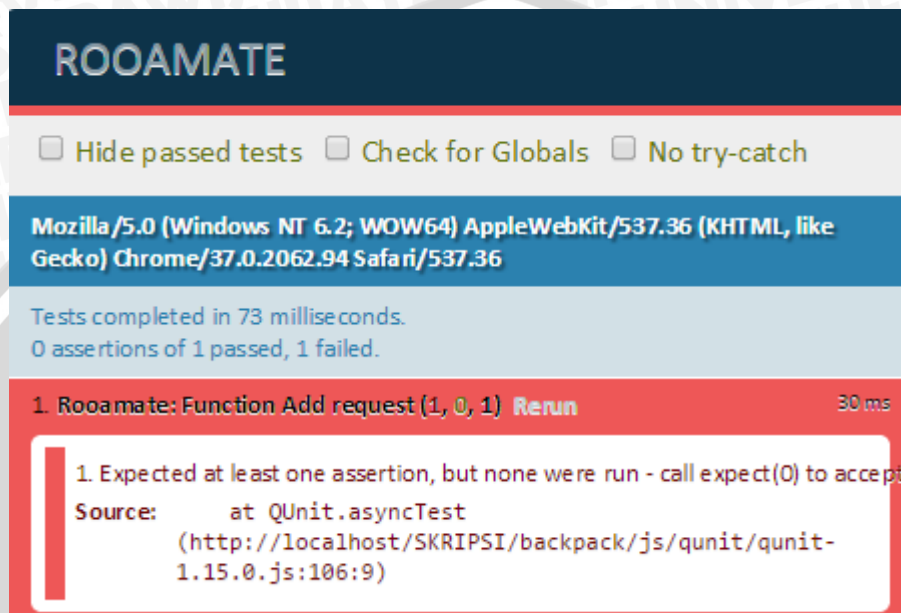 ROOAMATE
Hide passed tests Check for Globals No try-catch
Mozilla/5.0 (Windows NT 6.2; WOW64) AppleWebKit/537.36 (KHTML, like
Gecko) Chrome/37.0.2062.94 Safari/537.36
Tests completed in 73 milliseconds.
0 assertions of 1 passed, 1 failed.
1. Rooamate: Function Add request (1, 0, 1) Rerun 30 ms
1. Expected at least one assertion, but none were run - call expect(0) to accept
Source: at QUnit.asyncTest
(http://localhost/SKRIPSI/backpack/js/qunit/qunit-
1.15.0.js:106:9)